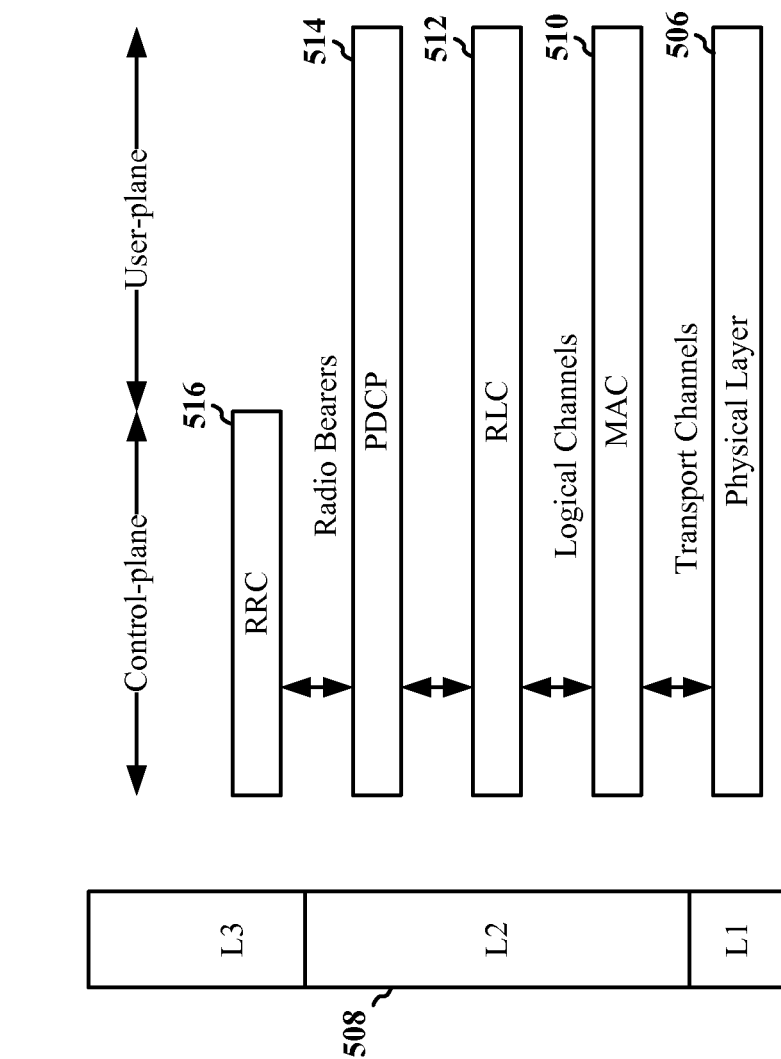 Control-plane
User-plane
516
RRC
Radio Bearers
514
PDCP
512
RLC
Logical Channels
510
MAC
Transport Channels
506
Physical Layer
L3
L2
L1
508